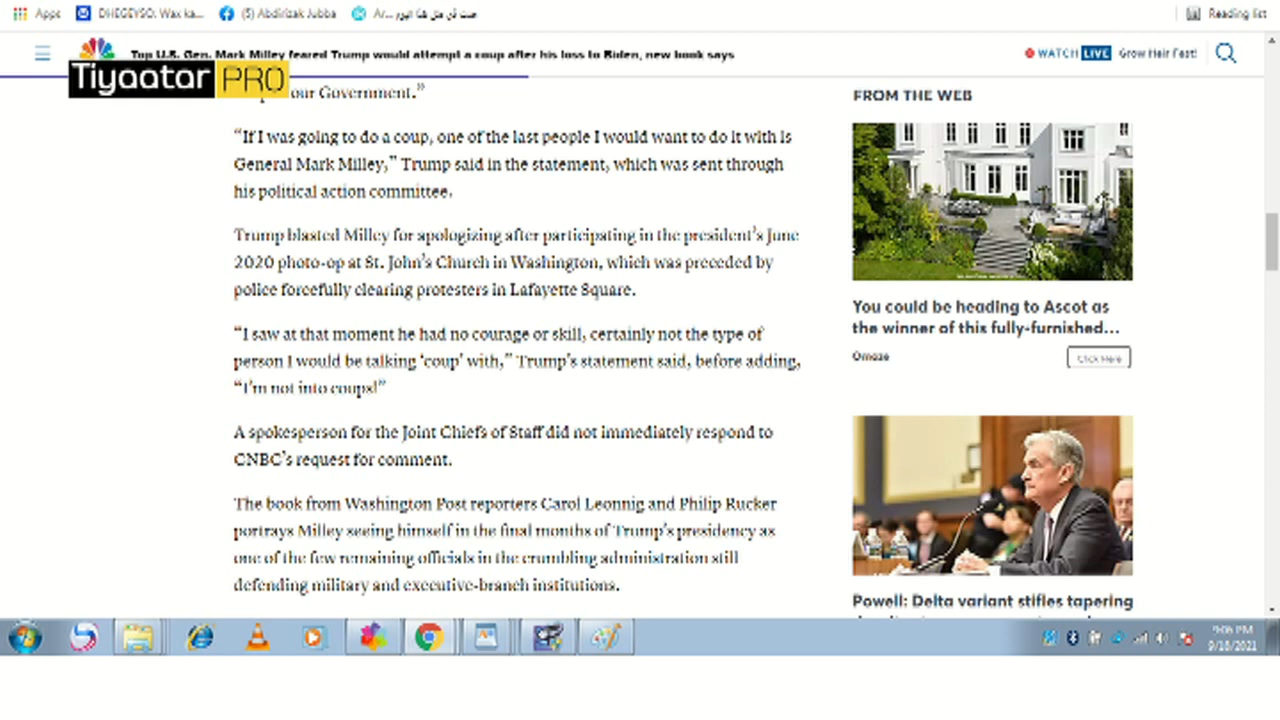 Apps
DHEGEYSO. Wax ka...
(5) Abdirizak Jubba
Reading list
Top U.S. Gen. Mark Milley feared Trump would attempt a coup after his loss to Biden, new book says
WATCH LIVE
Grow Hair Fast!
Tiyaatar PRO
our Government.”
“If I was going to do a coup, one of the last people I would want to do it with is
General Mark Milley,” Trump said in the statement, which was sent through
his political action committee.
Trump blasted Milley for apologizing after participating in the president’s June
2020 photo-op at St. John’s Church in Washington, which was preceded by
police forcefully clearing protesters in Lafayette Square.
“I saw at that moment he had no courage or skill, certainly not the type of
person I would be talking ‘coup’ with,” Trump’s statement said, before adding,
“I’m not into coups!”
A spokesperson for the Joint Chiefs of Staff did not immediately respond to
CNBC’s request for comment.
The book from Washington Post reporters Carol Leonnig and Philip Rucker
portrays Milley seeing himself in the final months of Trump’s presidency as
one of the few remaining officials in the crumbling administration still
defending military and executive-branch institutions.
FROM THE WEB
You could be heading to Ascot as
the winner of this fully-furnished...
Omaze
Click Here
Powell: Delta variant stifles tapering
9:06 PM
9/18/2021